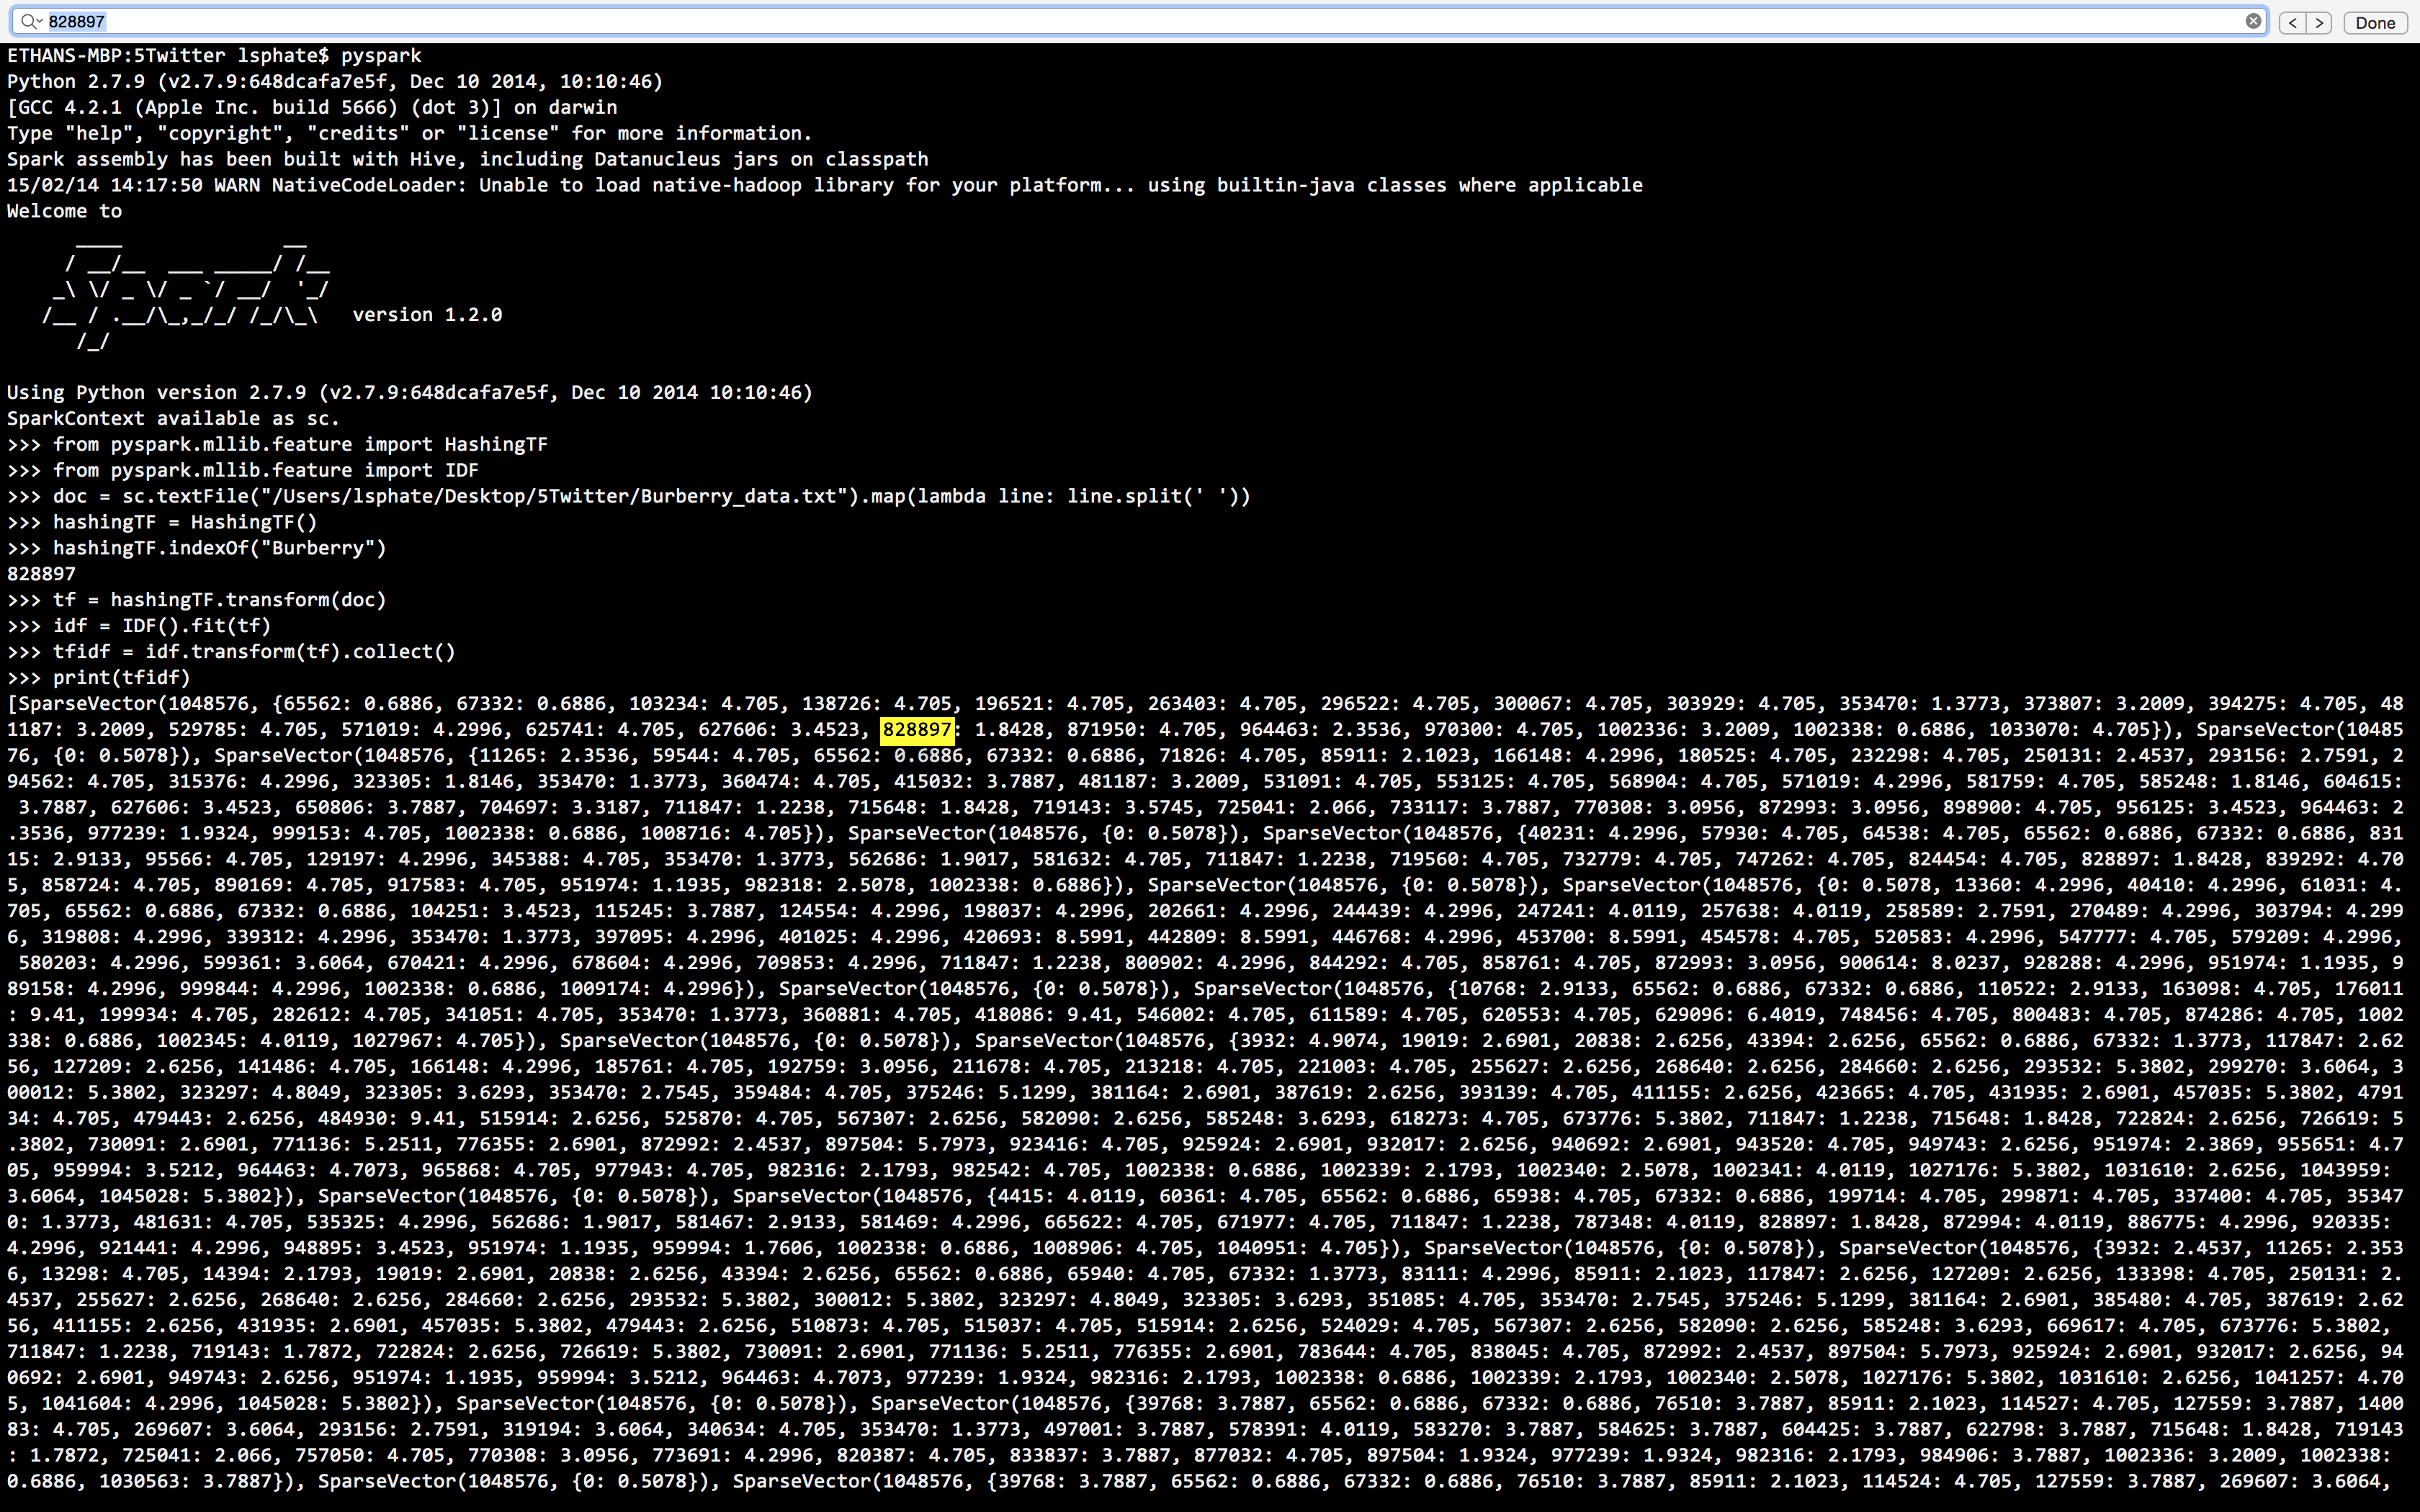 828897
< > Done
ETHANS-MBP:5Twitter lsphate$ pyspark
Python 2.7.9 (v2.7.9:648dcafa7e5f, Dec 10 2014, 10:10:46)
[GCC 4.2.1 (Apple Inc. build 5666) (dot 3)] on darwin
Type "help", "copyright", "credits" or "license" for more information.
Spark assembly has been built with Hive, including Datanucleus jars on classpath
15/02/14 14:17:50 WARN NativeCodeLoader: Unable to load native-hadoop library for your platform... using builtin-java classes where applicable
Welcome to
      ____              __
     / __/__  ___ _____/ /__
    _\ \/ _ \/ _ `/ __/  '_/
   /__ / .__/\_,_/_/ /_/\_\   version 1.2.0
      /_/
Using Python version 2.7.9 (v2.7.9:648dcafa7e5f, Dec 10 2014 10:10:46)
SparkContext available as sc.
>>> from pyspark.mllib.feature import HashingTF
>>> from pyspark.mllib.feature import IDF
>>> doc = sc.textFile("/Users/lsphate/Desktop/5Twitter/Burberry_data.txt").map(lambda line: line.split(' '))
>>> hashingTF = HashingTF()
>>> hashingTF.indexOf("Burberry")
828897
>>> tf = hashingTF.transform(doc)
>>> idf = IDF().fit(tf)
>>> tfidf = idf.transform(tf).collect()
>>> print(tfidf)
[SparseVector(1048576, {65562: 0.6886, 67332: 0.6886, 103234: 4.705, 138726: 4.705, 196521: 4.705, 263403: 4.705, 296522: 4.705, 300067: 4.705, 303929: 4.705, 353470: 1.3773, 373807: 3.2009, 394275: 4.705, 48
1187: 3.2009, 529785: 4.705, 571019: 4.2996, 625741: 4.705, 627606: 3.4523, 828897: 1.8428, 871950: 4.705, 964463: 2.3536, 970300: 4.705, 1002336: 3.2009, 1002338: 0.6886, 1033070: 4.705}), SparseVector(10485
76, {0: 0.5078}), SparseVector(1048576, {11265: 2.3536, 59544: 4.705, 65562: 0.6886, 67332: 0.6886, 71826: 4.705, 85911: 2.1023, 166148: 4.2996, 180525: 4.705, 232298: 4.705, 250131: 2.4537, 293156: 2.7591, 2
94562: 4.705, 315376: 4.2996, 323305: 1.8146, 353470: 1.3773, 360474: 4.705, 415032: 3.7887, 481187: 3.2009, 531091: 4.705, 553125: 4.705, 568904: 4.705, 571019: 4.2996, 581759: 4.705, 585248: 1.8146, 604615:
 3.7887, 627606: 3.4523, 650806: 3.7887, 704697: 3.3187, 711847: 1.2238, 715648: 1.8428, 719143: 3.5745, 725041: 2.066, 733117: 3.7887, 770308: 3.0956, 872993: 3.0956, 898900: 4.705, 956125: 3.4523, 964463: 2
.3536, 977239: 1.9324, 999153: 4.705, 1002338: 0.6886, 1008716: 4.705}), SparseVector(1048576, {0: 0.5078}), SparseVector(1048576, {40231: 4.2996, 57930: 4.705, 64538: 4.705, 65562: 0.6886, 67332: 0.6886, 831
15: 2.9133, 95566: 4.705, 129197: 4.2996, 345388: 4.705, 353470: 1.3773, 562686: 1.9017, 581632: 4.705, 711847: 1.2238, 719560: 4.705, 732779: 4.705, 747262: 4.705, 824454: 4.705, 828897: 1.8428, 839292: 4.70
5, 858724: 4.705, 890169: 4.705, 917583: 4.705, 951974: 1.1935, 982318: 2.5078, 1002338: 0.6886}), SparseVector(1048576, {0: 0.5078}), SparseVector(1048576, {0: 0.5078, 13360: 4.2996, 40410: 4.2996, 61031: 4.
705, 65562: 0.6886, 67332: 0.6886, 104251: 3.4523, 115245: 3.7887, 124554: 4.2996, 198037: 4.2996, 202661: 4.2996, 244439: 4.2996, 247241: 4.0119, 257638: 4.0119, 258589: 2.7591, 270489: 4.2996, 303794: 4.299
6, 319808: 4.2996, 339312: 4.2996, 353470: 1.3773, 397095: 4.2996, 401025: 4.2996, 420693: 8.5991, 442809: 8.5991, 446768: 4.2996, 453700: 8.5991, 454578: 4.705, 520583: 4.2996, 547777: 4.705, 579209: 4.2996,
 580203: 4.2996, 599361: 3.6064, 670421: 4.2996, 678604: 4.2996, 709853: 4.2996, 711847: 1.2238, 800902: 4.2996, 844292: 4.705, 858761: 4.705, 872993: 3.0956, 900614: 8.0237, 928288: 4.2996, 951974: 1.1935, 9
89158: 4.2996, 999844: 4.2996, 1002338: 0.6886, 1009174: 4.2996}), SparseVector(1048576, {0: 0.5078}), SparseVector(1048576, {10768: 2.9133, 65562: 0.6886, 67332: 0.6886, 110522: 2.9133, 163098: 4.705, 176011
: 9.41, 199934: 4.705, 282612: 4.705, 341051: 4.705, 353470: 1.3773, 360881: 4.705, 418086: 9.41, 546002: 4.705, 611589: 4.705, 620553: 4.705, 629096: 6.4019, 748456: 4.705, 800483: 4.705, 874286: 4.705, 1002
338: 0.6886, 1002345: 4.0119, 1027967: 4.705}), SparseVector(1048576, {0: 0.5078}), SparseVector(1048576, {3932: 4.9074, 19019: 2.6901, 20838: 2.6256, 43394: 2.6256, 65562: 0.6886, 67332: 1.3773, 117847: 2.62
56, 127209: 2.6256, 141486: 4.705, 166148: 4.2996, 185761: 4.705, 192759: 3.0956, 211678: 4.705, 213218: 4.705, 221003: 4.705, 255627: 2.6256, 268640: 2.6256, 284660: 2.6256, 293532: 5.3802, 299270: 3.6064, 3
00012: 5.3802, 323297: 4.8049, 323305: 3.6293, 353470: 2.7545, 359484: 4.705, 375246: 5.1299, 381164: 2.6901, 387619: 2.6256, 393139: 4.705, 411155: 2.6256, 423665: 4.705, 431935: 2.6901, 457035: 5.3802, 4791
34: 4.705, 479443: 2.6256, 484930: 9.41, 515914: 2.6256, 525870: 4.705, 567307: 2.6256, 582090: 2.6256, 585248: 3.6293, 618273: 4.705, 673776: 5.3802, 711847: 1.2238, 715648: 1.8428, 722824: 2.6256, 726619: 5
.3802, 730091: 2.6901, 771136: 5.2511, 776355: 2.6901, 872992: 2.4537, 897504: 5.7973, 923416: 4.705, 925924: 2.6901, 932017: 2.6256, 940692: 2.6901, 943520: 4.705, 949743: 2.6256, 951974: 2.3869, 955651: 4.7
05, 959994: 3.5212, 964463: 4.7073, 965868: 4.705, 977943: 4.705, 982316: 2.1793, 982542: 4.705, 1002338: 0.6886, 1002339: 2.1793, 1002340: 2.5078, 1002341: 4.0119, 1027176: 5.3802, 1031610: 2.6256, 1043959:
3.6064, 1045028: 5.3802}), SparseVector(1048576, {0: 0.5078}), SparseVector(1048576, {4415: 4.0119, 60361: 4.705, 65562: 0.6886, 65938: 4.705, 67332: 0.6886, 199714: 4.705, 299871: 4.705, 337400: 4.705, 35347
0: 1.3773, 481631: 4.705, 535325: 4.2996, 562686: 1.9017, 581467: 2.9133, 581469: 4.2996, 665622: 4.705, 671977: 4.705, 711847: 1.2238, 787348: 4.0119, 828897: 1.8428, 872994: 4.0119, 886775: 4.2996, 920335:
4.2996, 921441: 4.2996, 948895: 3.4523, 951974: 1.1935, 959994: 1.7606, 1002338: 0.6886, 1008906: 4.705, 1040951: 4.705}), SparseVector(1048576, {0: 0.5078}), SparseVector(1048576, {3932: 2.4537, 11265: 2.353
6, 13298: 4.705, 14394: 2.1793, 19019: 2.6901, 20838: 2.6256, 43394: 2.6256, 65562: 0.6886, 65940: 4.705, 67332: 1.3773, 83111: 4.2996, 85911: 2.1023, 117847: 2.6256, 127209: 2.6256, 133398: 4.705, 250131: 2.
4537, 255627: 2.6256, 268640: 2.6256, 284660: 2.6256, 293532: 5.3802, 300012: 5.3802, 323297: 4.8049, 323305: 3.6293, 351085: 4.705, 353470: 2.7545, 375246: 5.1299, 381164: 2.6901, 385480: 4.705, 387619: 2.62
56, 411155: 2.6256, 431935: 2.6901, 457035: 5.3802, 479443: 2.6256, 510873: 4.705, 515037: 4.705, 515914: 2.6256, 524029: 4.705, 567307: 2.6256, 582090: 2.6256, 585248: 3.6293, 669617: 4.705, 673776: 5.3802,
711847: 1.2238, 719143: 1.7872, 722824: 2.6256, 726619: 5.3802, 730091: 2.6901, 771136: 5.2511, 776355: 2.6901, 783644: 4.705, 838045: 4.705, 872992: 2.4537, 897504: 5.7973, 925924: 2.6901, 932017: 2.6256, 94
0692: 2.6901, 949743: 2.6256, 951974: 1.1935, 959994: 3.5212, 964463: 4.7073, 977239: 1.9324, 982316: 2.1793, 1002338: 0.6886, 1002339: 2.1793, 1002340: 2.5078, 1027176: 5.3802, 1031610: 2.6256, 1041257: 4.70
5, 1041604: 4.2996, 1045028: 5.3802}), SparseVector(1048576, {0: 0.5078}), SparseVector(1048576, {39768: 3.7887, 65562: 0.6886, 67332: 0.6886, 76510: 3.7887, 85911: 2.1023, 114527: 4.705, 127559: 3.7887, 1400
83: 4.705, 269607: 3.6064, 293156: 2.7591, 319194: 3.6064, 340634: 4.705, 353470: 1.3773, 497001: 3.7887, 578391: 4.0119, 583270: 3.7887, 584625: 3.7887, 604425: 3.7887, 622798: 3.7887, 715648: 1.8428, 719143
: 1.7872, 725041: 2.066, 757050: 4.705, 770308: 3.0956, 773691: 4.2996, 820387: 4.705, 833837: 3.7887, 877032: 4.705, 897504: 1.9324, 977239: 1.9324, 982316: 2.1793, 984906: 3.7887, 1002336: 3.2009, 1002338:
0.6886, 1030563: 3.7887}), SparseVector(1048576, {0: 0.5078}), SparseVector(1048576, {39768: 3.7887, 65562: 0.6886, 67332: 0.6886, 76510: 3.7887, 85911: 2.1023, 114524: 4.705, 127559: 3.7887, 269607: 3.6064,